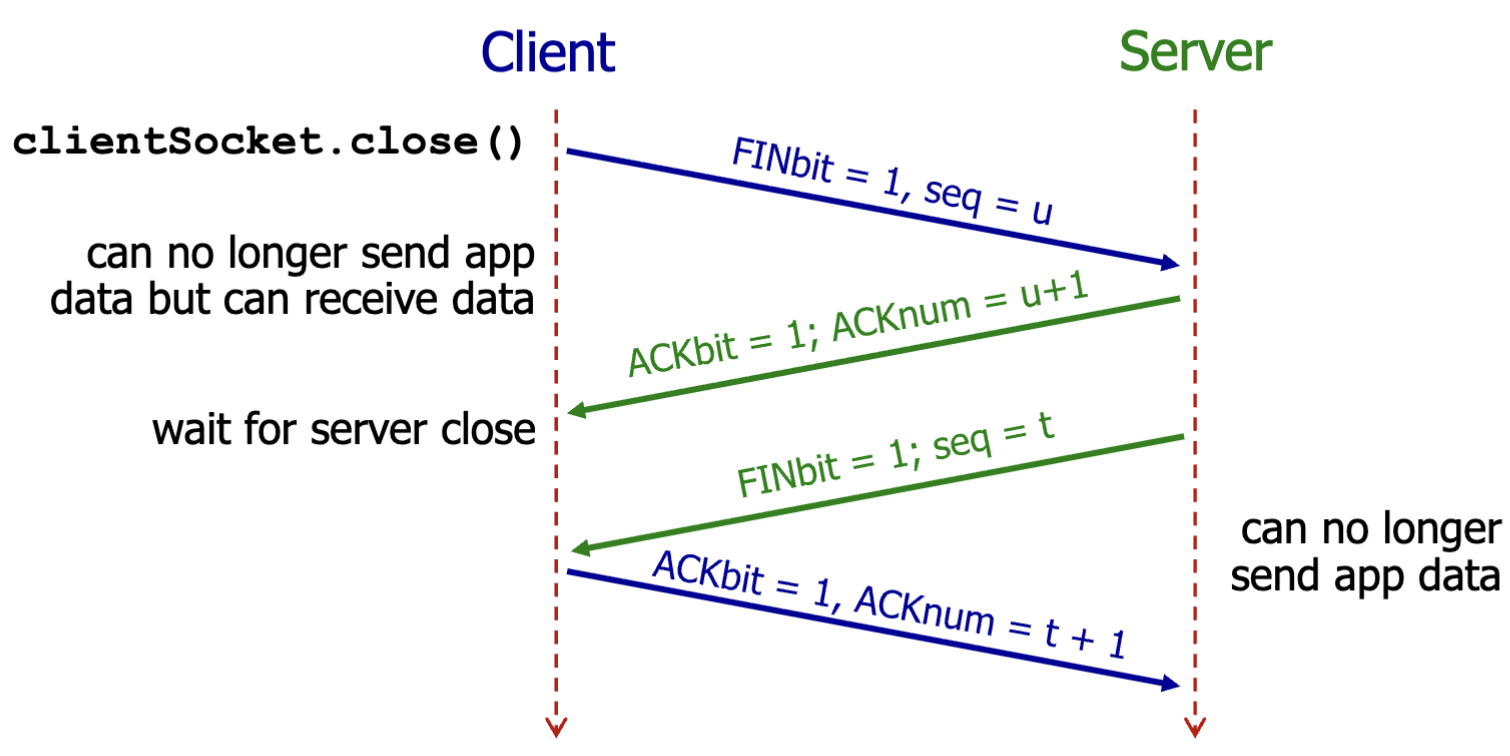 Client
Server
clientSocket.close()
FINbit = 1, seq = u
can no longer send app
data but can receive data
ACKbit = 1; ACKnum = u+1
wait for server close
FINbit = 1; seq = t
can no longer
send app data
ACKbit = 1, ACKnum = t + 1